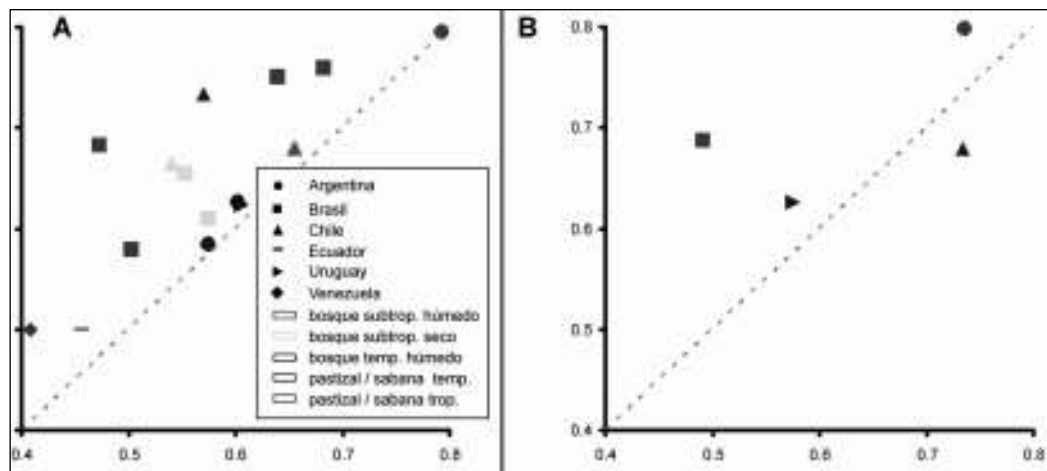 A
Argentina
Brasil
Chile
Ecuador
Uruguay
Venezuela
bosque subtrop. húmedo
bosque subtrop. seco
bosque temp. húmedo
pastizal / sabana temp.
pastizal / sabana trop.
0.4 0.5 0.6 0.7 0.8
B
0.8
0.7
0.6
0.5
0.4
0.4 0.5 0.6 0.7 0.8